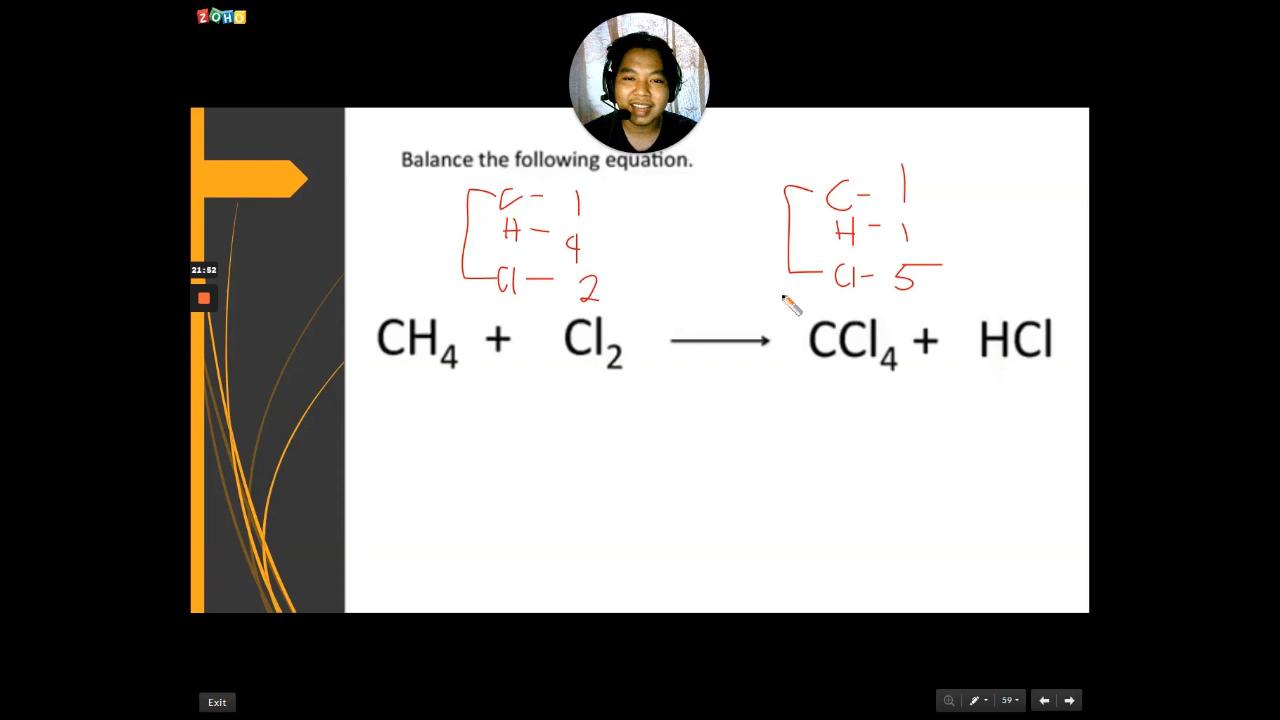 ZOHO
Balance the following equation.
C - 1
H - 4
Cl - 2
C - 1
H - 1
Cl - 5
21:52
CH₄ + Cl₂ ⟶ CCl₄ + HCl
Exit
59